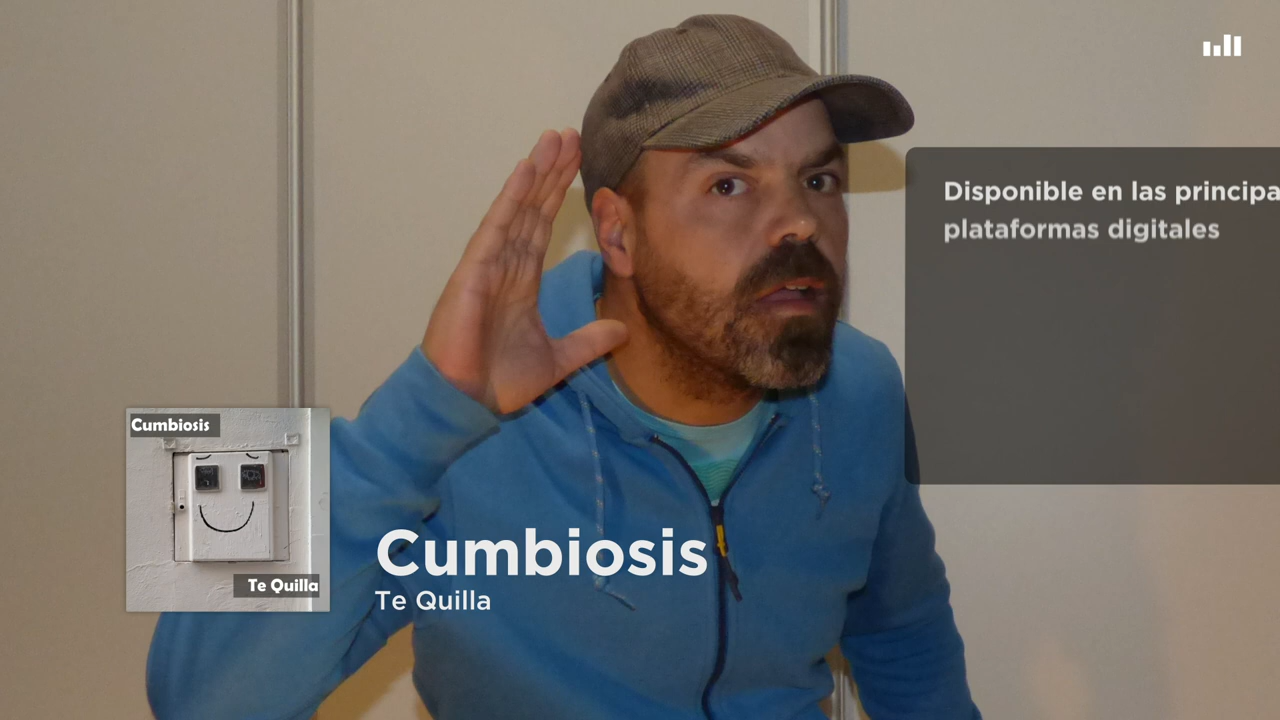 Disponible en las principa
plataformas digitales
Cumbiosis
Te Quilla
Cumbiosis
Te Quilla